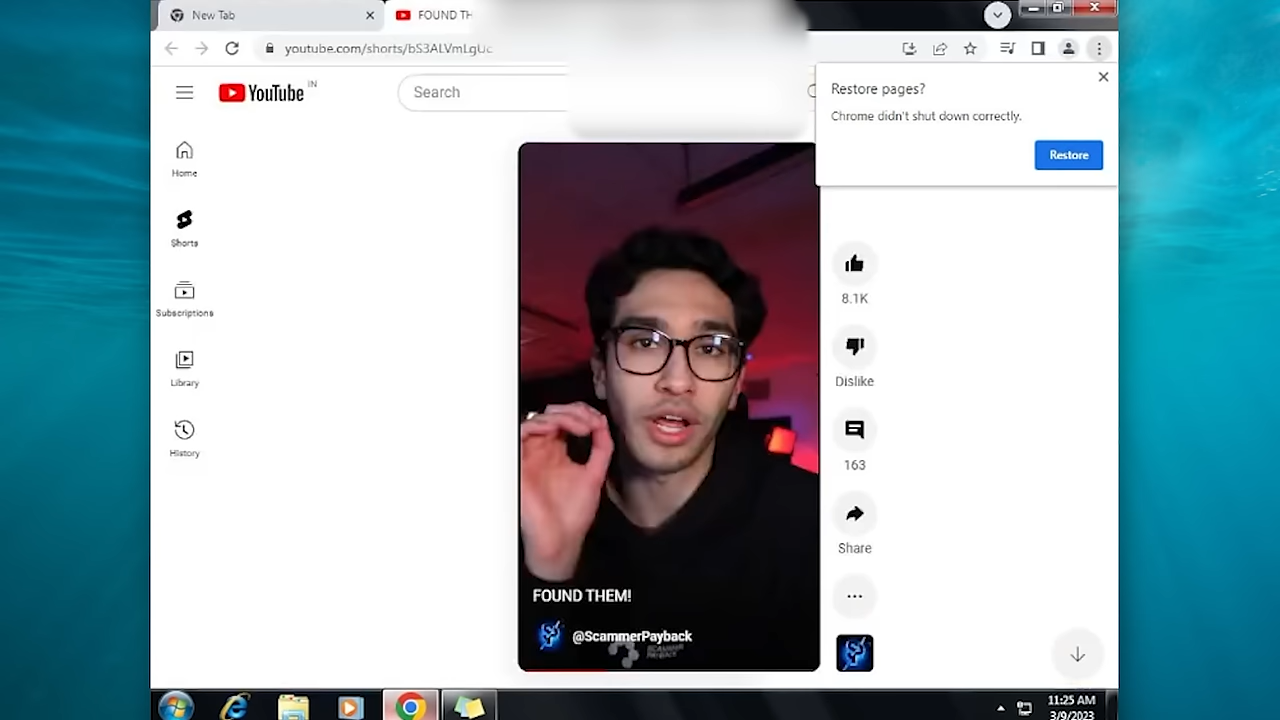 New Tab
FOUND TH
youtube.com/shorts/bS3ALVmLgUc
YouTube IN
Search
Restore pages?
Chrome didn't shut down correctly.
Restore
Home
Shorts
Subscriptions
Library
History
8.1K
Dislike
163
Share
FOUND THEM!
@ScammerPayback
SCAMMER
PAYBACK
11:25 AM
3/9/2023